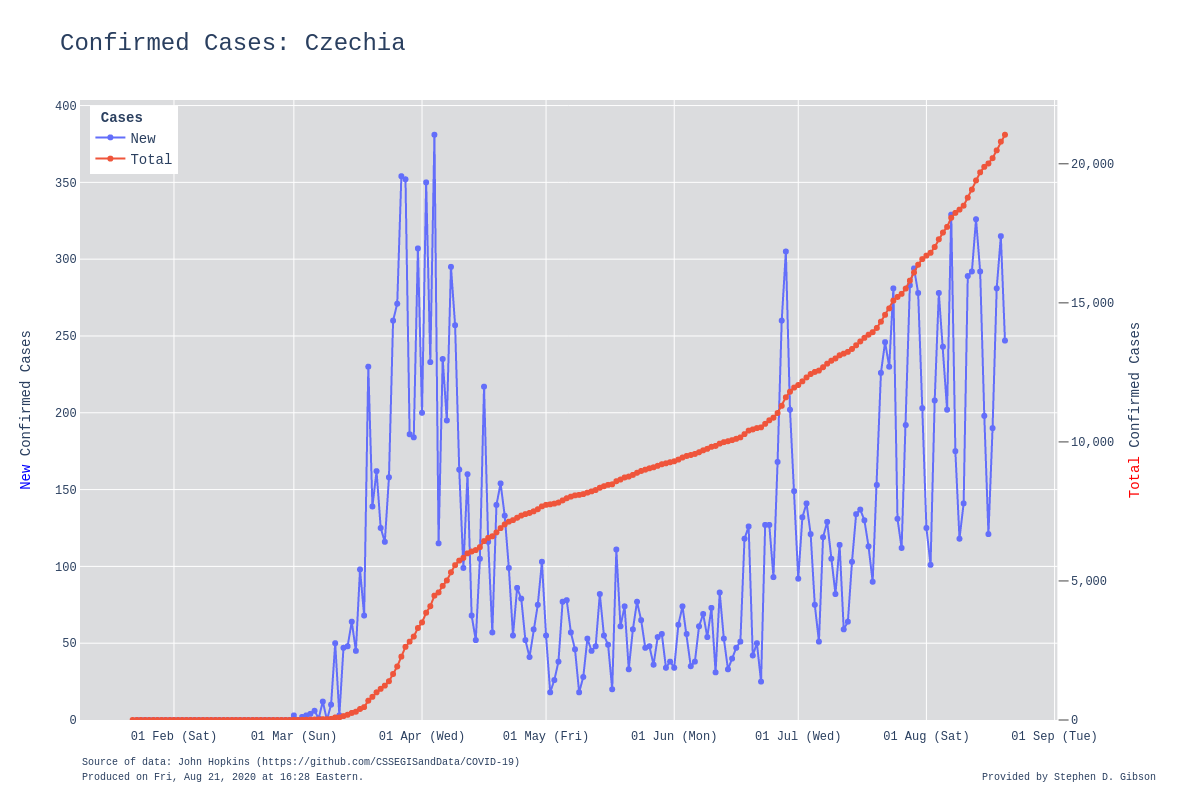 Confirmed Cases: Czechia
Cases
New
Total
400
350
300
250
200
150
100
50
0
20,000
15,000
10,000
5,000
0
New Confirmed Cases
Total Confirmed Cases
01 Feb (Sat)
01 Mar (Sun)
01 Apr (Wed)
01 May (Fri)
01 Jun (Mon)
01 Jul (Wed)
01 Aug (Sat)
01 Sep (Tue)
Source of data: John Hopkins (https://github.com/CSSEGISandData/COVID-19)
Produced on Fri, Aug 21, 2020 at 16:28 Eastern.
Provided by Stephen D. Gibson